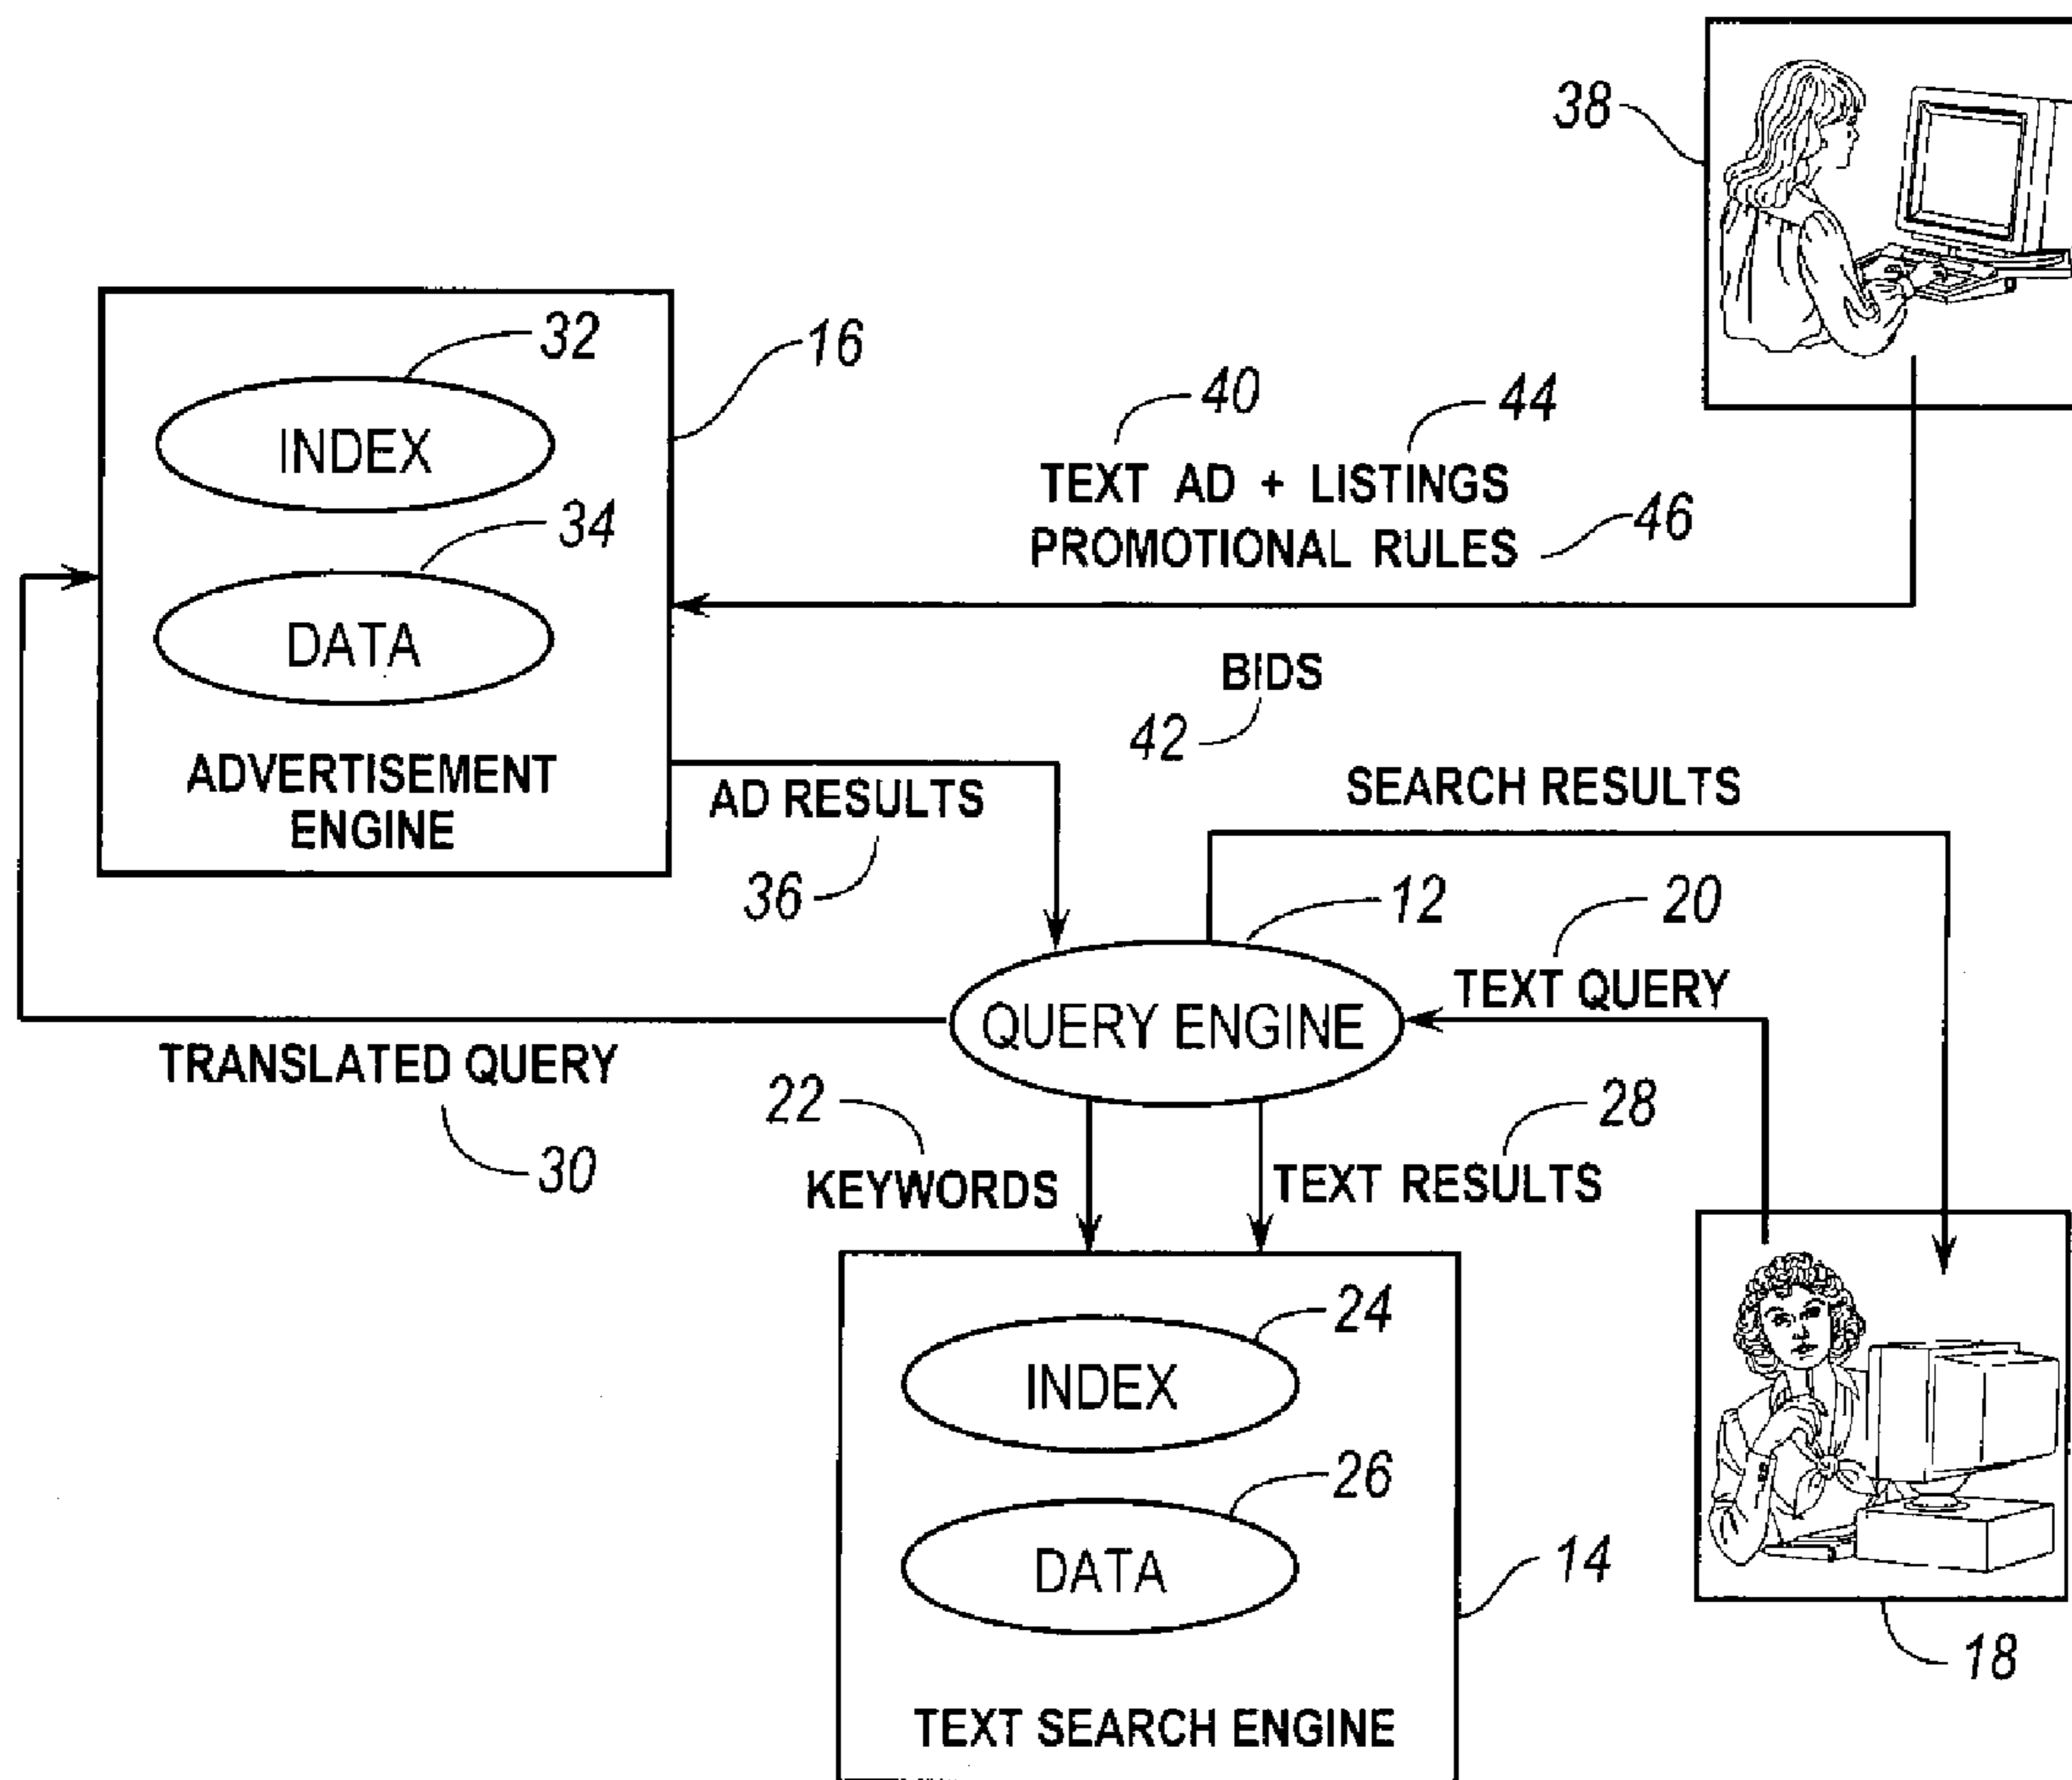 38
32
16
INDEX
40
44
TEXT AD + LISTINGS
34
46
PROMOTIONAL RULES
DATA
BIDS
42
ADVERTISEMENT
ENGINE
AD RESULTS
36
SEARCH RESULTS
12
20
TEXT QUERY
QUERY ENGINE
TRANSLATED QUERY
30
22
28
KEYWORDS
TEXT RESULTS
24
INDEX
26
DATA
14
TEXT SEARCH ENGINE
18